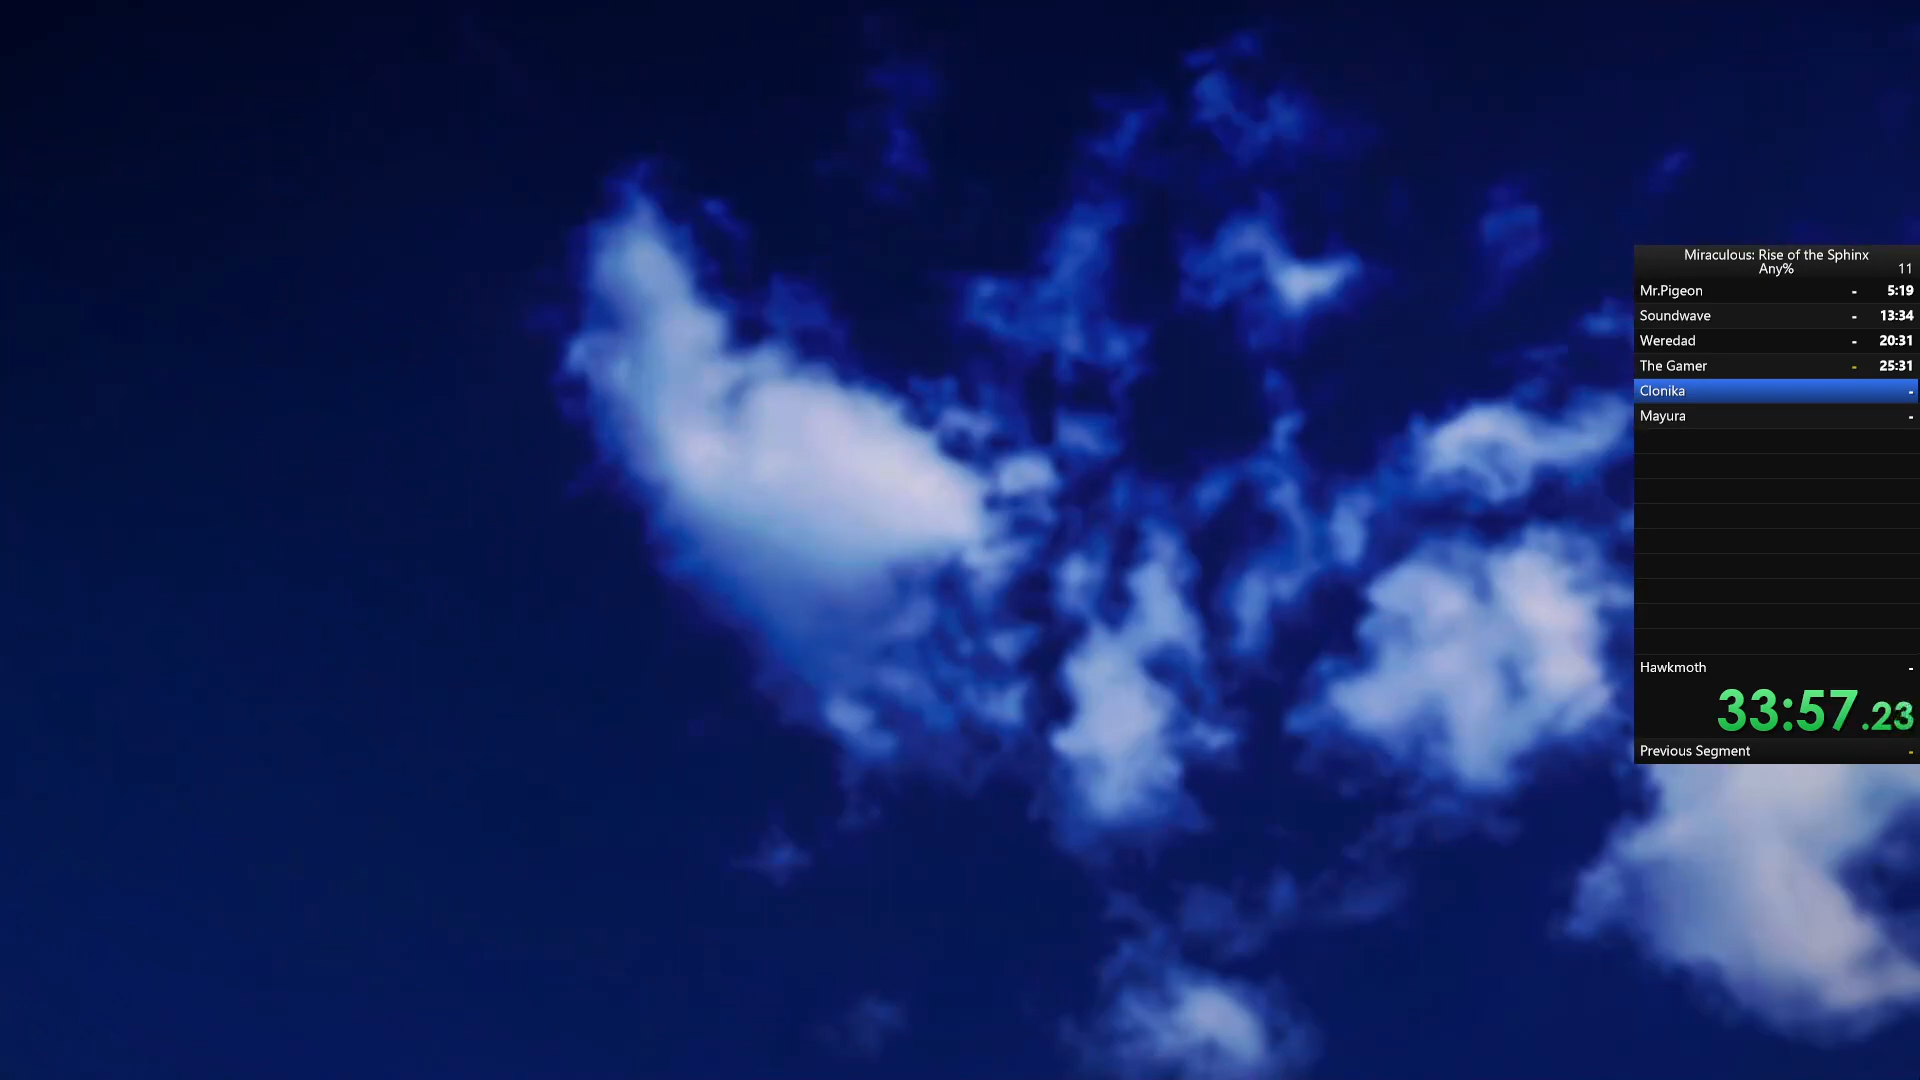 Miraculous: Rise of the Sphinx
Any% 11
Mr.Pigeon - 5:19
Soundwave - 13:34
Weredad - 20:31
The Gamer - 25:31
Clonika -
Mayura -
Hawkmoth -
33:57.23
Previous Segment -